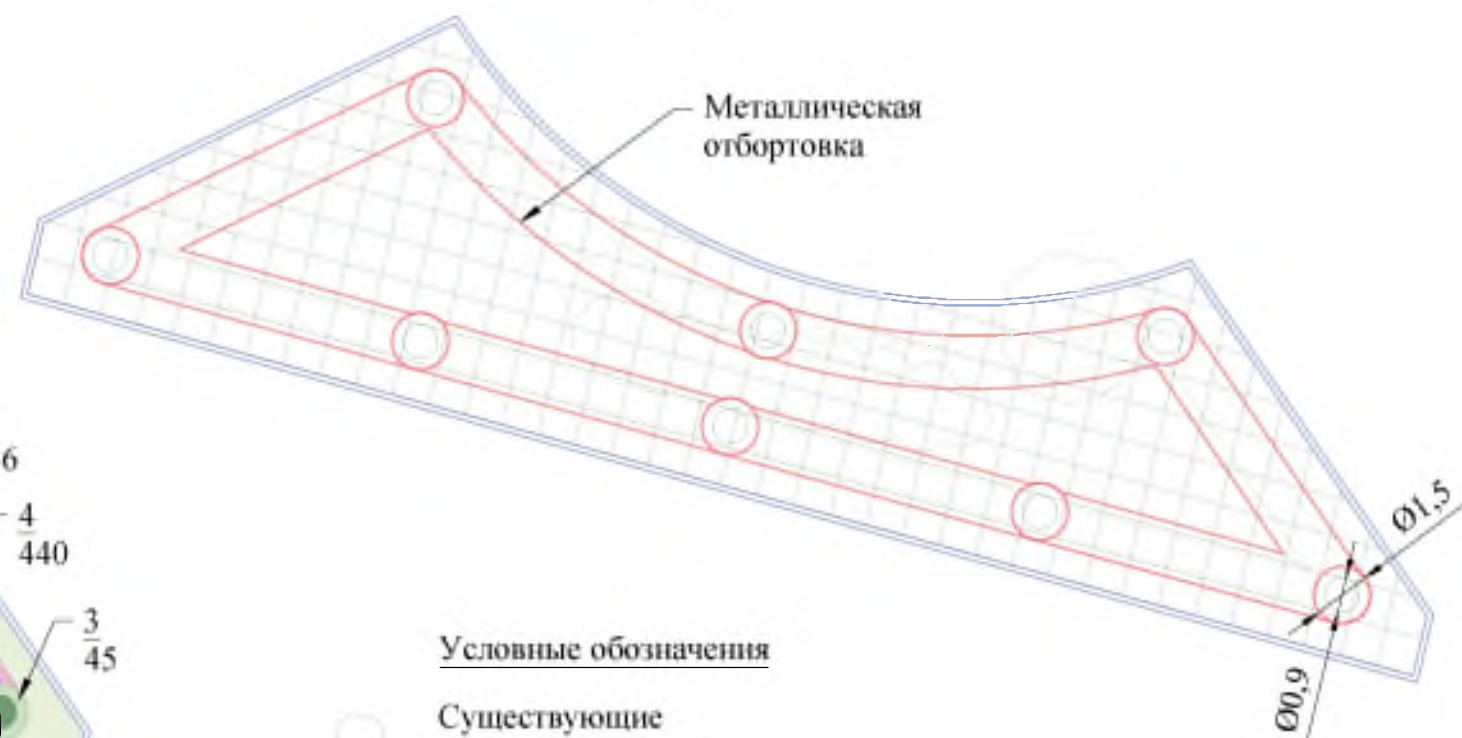 Металлическая
отбортовка
6
4
440
3
45
Ø1,5
Ø0,9
Условные обозначения
Существующие